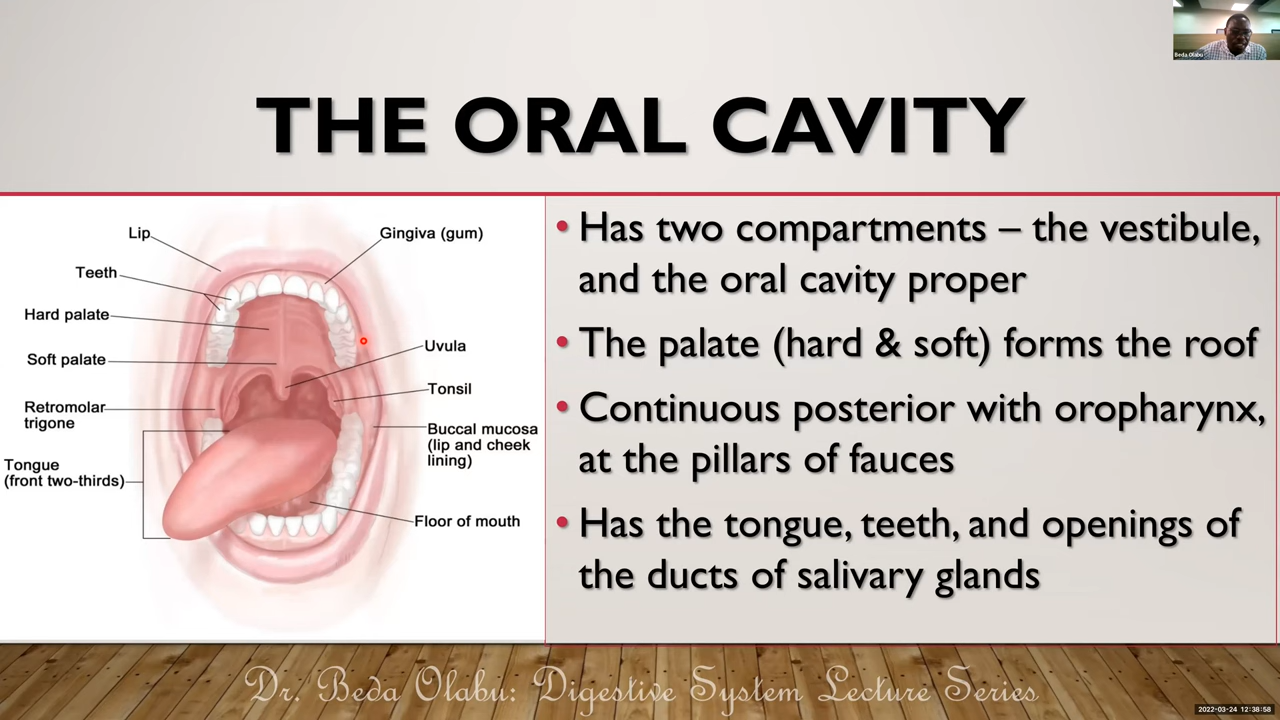 Beda Olabu
THE ORAL CAVITY
Lip
Teeth
Hard palate
Soft palate
Retromolar
trigone
Tongue
(front two-thirds)
Gingiva (gum)
Uvula
Tonsil
Buccal mucosa
(lip and cheek
lining)
Floor of mouth
• Has two compartments – the vestibule,
and the oral cavity proper
• The palate (hard & soft) forms the roof
• Continuous posterior with oropharynx,
at the pillars of fauces
• Has the tongue, teeth, and openings of
the ducts of salivary glands
Dr. Beda Olabu: Digestive System Lecture Series
2022-03-24 12:38:58